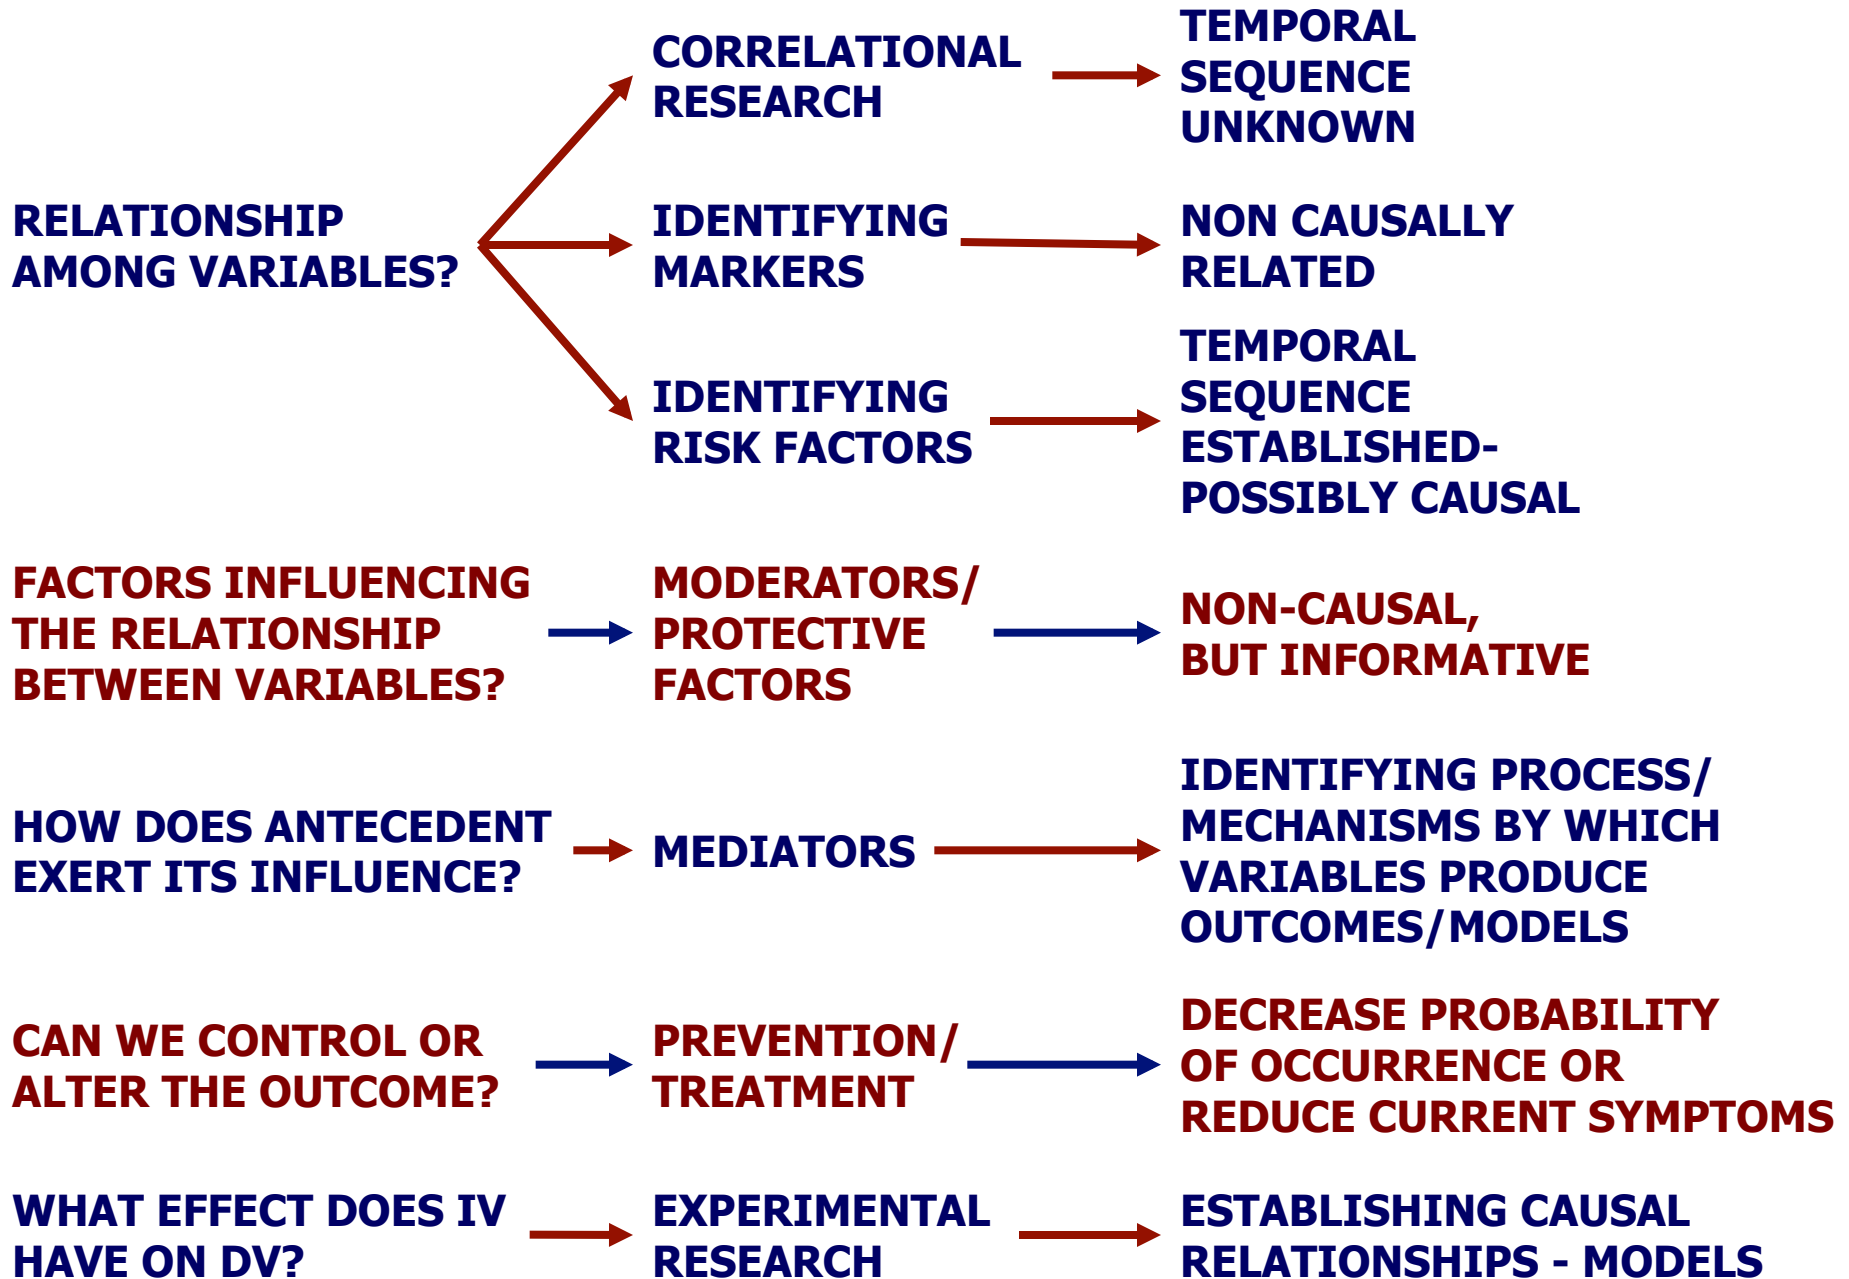 CORRELATIONAL
RESEARCH
TEMPORAL
SEQUENCE
UNKNOWN
RELATIONSHIP
AMONG VARIABLES?
IDENTIFYING
MARKERS
NON CAUSALLY
RELATED
IDENTIFYING
RISK FACTORS
TEMPORAL
SEQUENCE
ESTABLISHED-
POSSIBLY CAUSAL
FACTORS INFLUENCING
THE RELATIONSHIP
BETWEEN VARIABLES?
MODERATORS/
PROTECTIVE
FACTORS
NON-CAUSAL,
BUT INFORMATIVE
HOW DOES ANTECEDENT
EXERT ITS INFLUENCE?
MEDIATORS
IDENTIFYING PROCESS/
MECHANISMS BY WHICH
VARIABLES PRODUCE
OUTCOMES/MODELS
CAN WE CONTROL OR
ALTER THE OUTCOME?
PREVENTION/
TREATMENT
DECREASE PROBABILITY
OF OCCURRENCE OR
REDUCE CURRENT SYMPTOMS
WHAT EFFECT DOES IV
HAVE ON DV?
EXPERIMENTAL
RESEARCH
ESTABLISHING CAUSAL
RELATIONSHIPS - MODELS